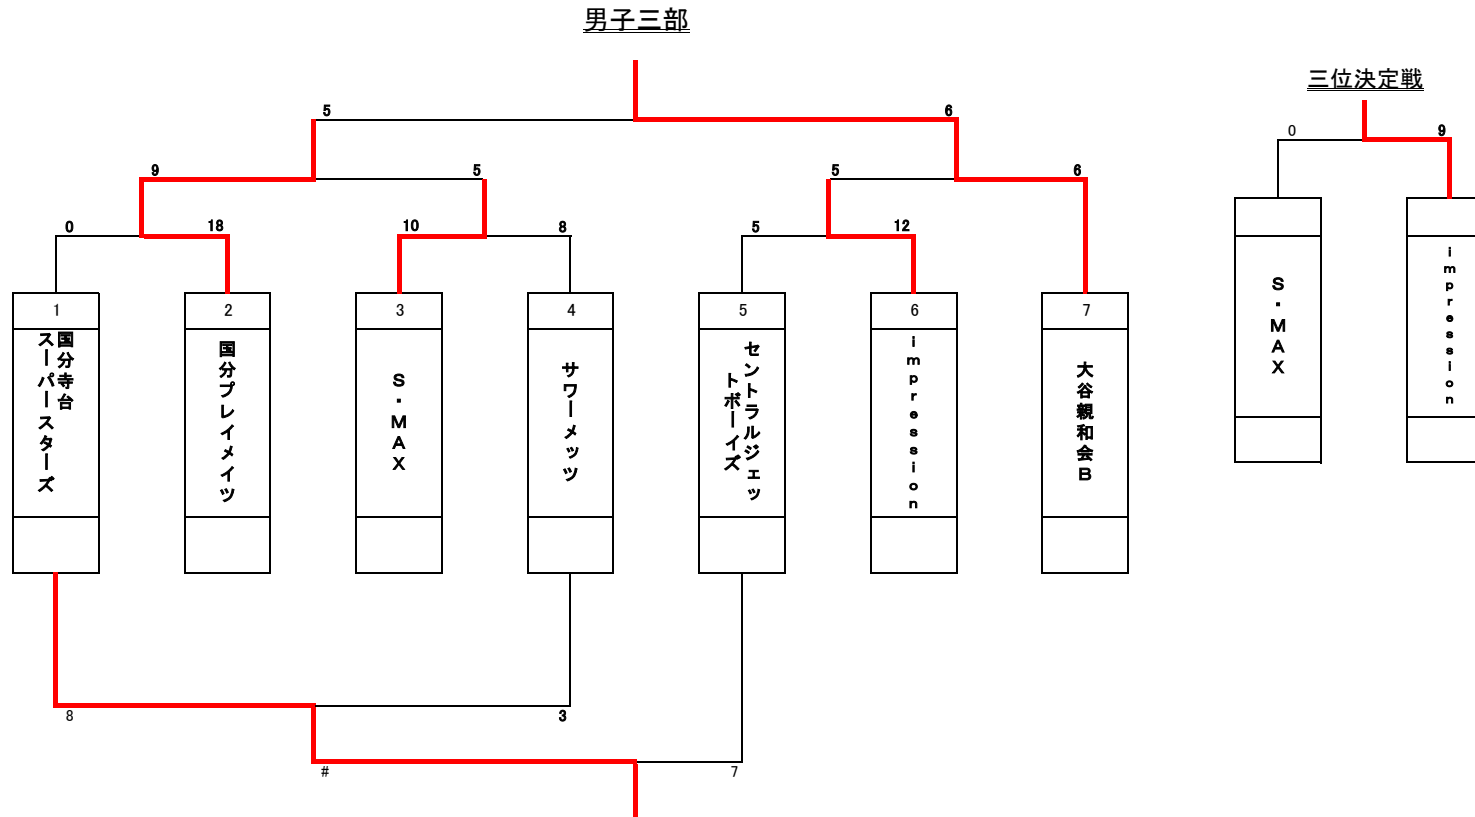 男子三部
三位決定戦
5
6
0
9
9
5
5
6
0
18
10
8
5
12
1
2
3
4
5
6
7
国分寺台
スーパースターズ
国分プレイメイツ
S・MAX
サワーメッツ
セントラルジェッ
トボーイズ
impression
大谷親和会B
S・MAX
impression
8
3
#
7